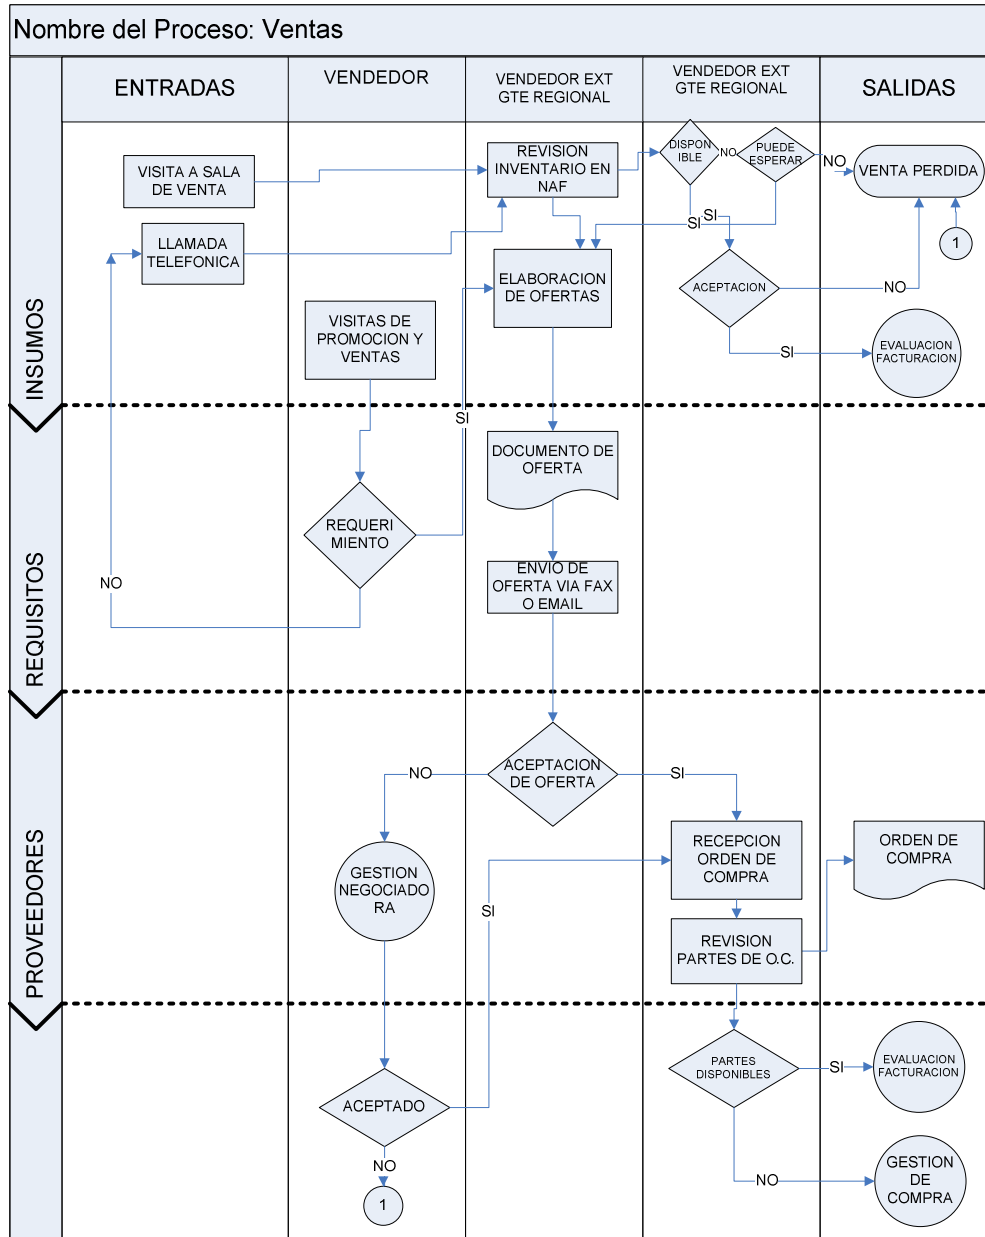 Nombre del Proceso: Ventas
ENTRADAS
VENDEDOR
VENDEDOR EXT
GTE REGIONAL
VENDEDOR EXT
GTE REGIONAL
SALIDAS
INSUMOS
VISITA A SALA
DE VENTA
REVISION
INVENTARIO EN
NAF
DISPON
IBLE
NO
PUEDE
ESPERAR
NO
VENTA PERDIDA
LLAMADA
TELEFONICA
SI
SI
1
ELABORACION
DE OFERTAS
ACEPTACION
NO
VISITAS DE
PROMOCION Y
VENTAS
SI
EVALUACION
FACTURACION
SI
REQUISITOS
DOCUMENTO DE
OFERTA
REQUERI
MIENTO
NO
ENVIO DE
OFERTA VIA FAX
O EMAIL
PROVEEDORES
NO
ACEPTACION
DE OFERTA
SI
GESTION
NEGOCIADO
RA
SI
RECEPCION
ORDEN DE
COMPRA
ORDEN DE
COMPRA
REVISION
PARTES DE O.C.
PARTES
DISPONIBLES
SI
EVALUACION
FACTURACION
ACEPTADO
NO
1
NO
GESTION
DE
COMPRA